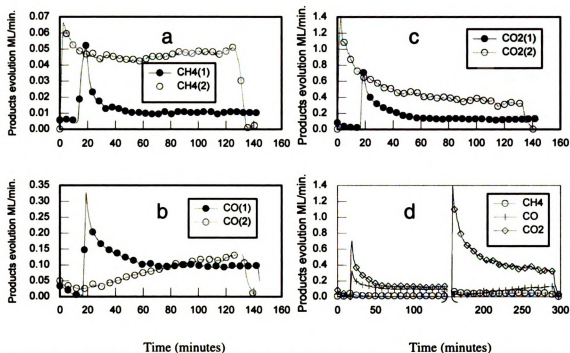 0.07
0.06
0.05
0.04
0.03
0.02
0.01
0.00
0 20 40 60 80 100 120 140 160
Products evolution ML/min.
a
CH4(1)
CH4(2)
1.4
1.2
1.0
0.8
0.6
0.4
0.2
0.0
0 20 40 60 80 100 120 140 160
Products evolution ML/min.
c
CO2(1)
CO2(2)
0.35
0.30
0.25
0.20
0.15
0.10
0.05
0.00
0 20 40 60 80 100 120 140 160
Products evolution ML/min.
b
CO(1)
CO(2)
Time (minutes)
1.4
1.2
1.0
0.8
0.6
0.4
0.2
0.0
0 40 80 120 200 250 300
Products evolution ML/min.
d
CH4
CO
CO2
Time (minutes)